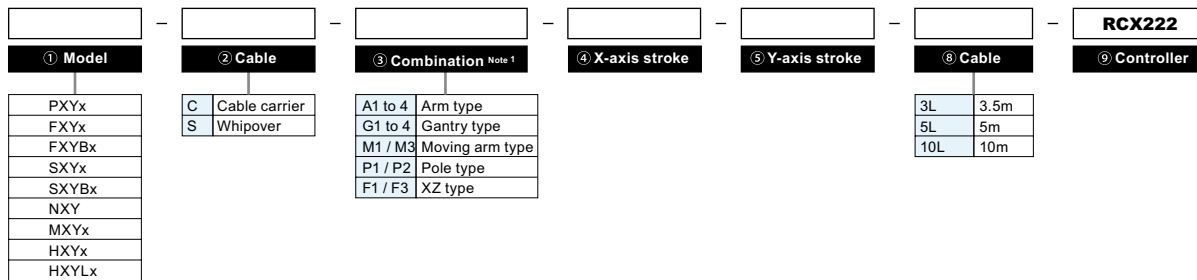 – – – – – – RCX222
① Model ② Cable ③ Combination Note 1 ④ X-axis stroke ⑤ Y-axis stroke ⑧ Cable ⑨ Controller
PXYx
FXYx
FXYBx
SXYx
SXYBx
NXY
MXYx
HXYx
HXYLx
C Cable carrier
S Whipover
A1 to 4 Arm type
G1 to 4 Gantry type
M1 / M3 Moving arm type
P1 / P2 Pole type
F1 / F3 XZ type
3L 3.5m
5L 5m
10L 10m